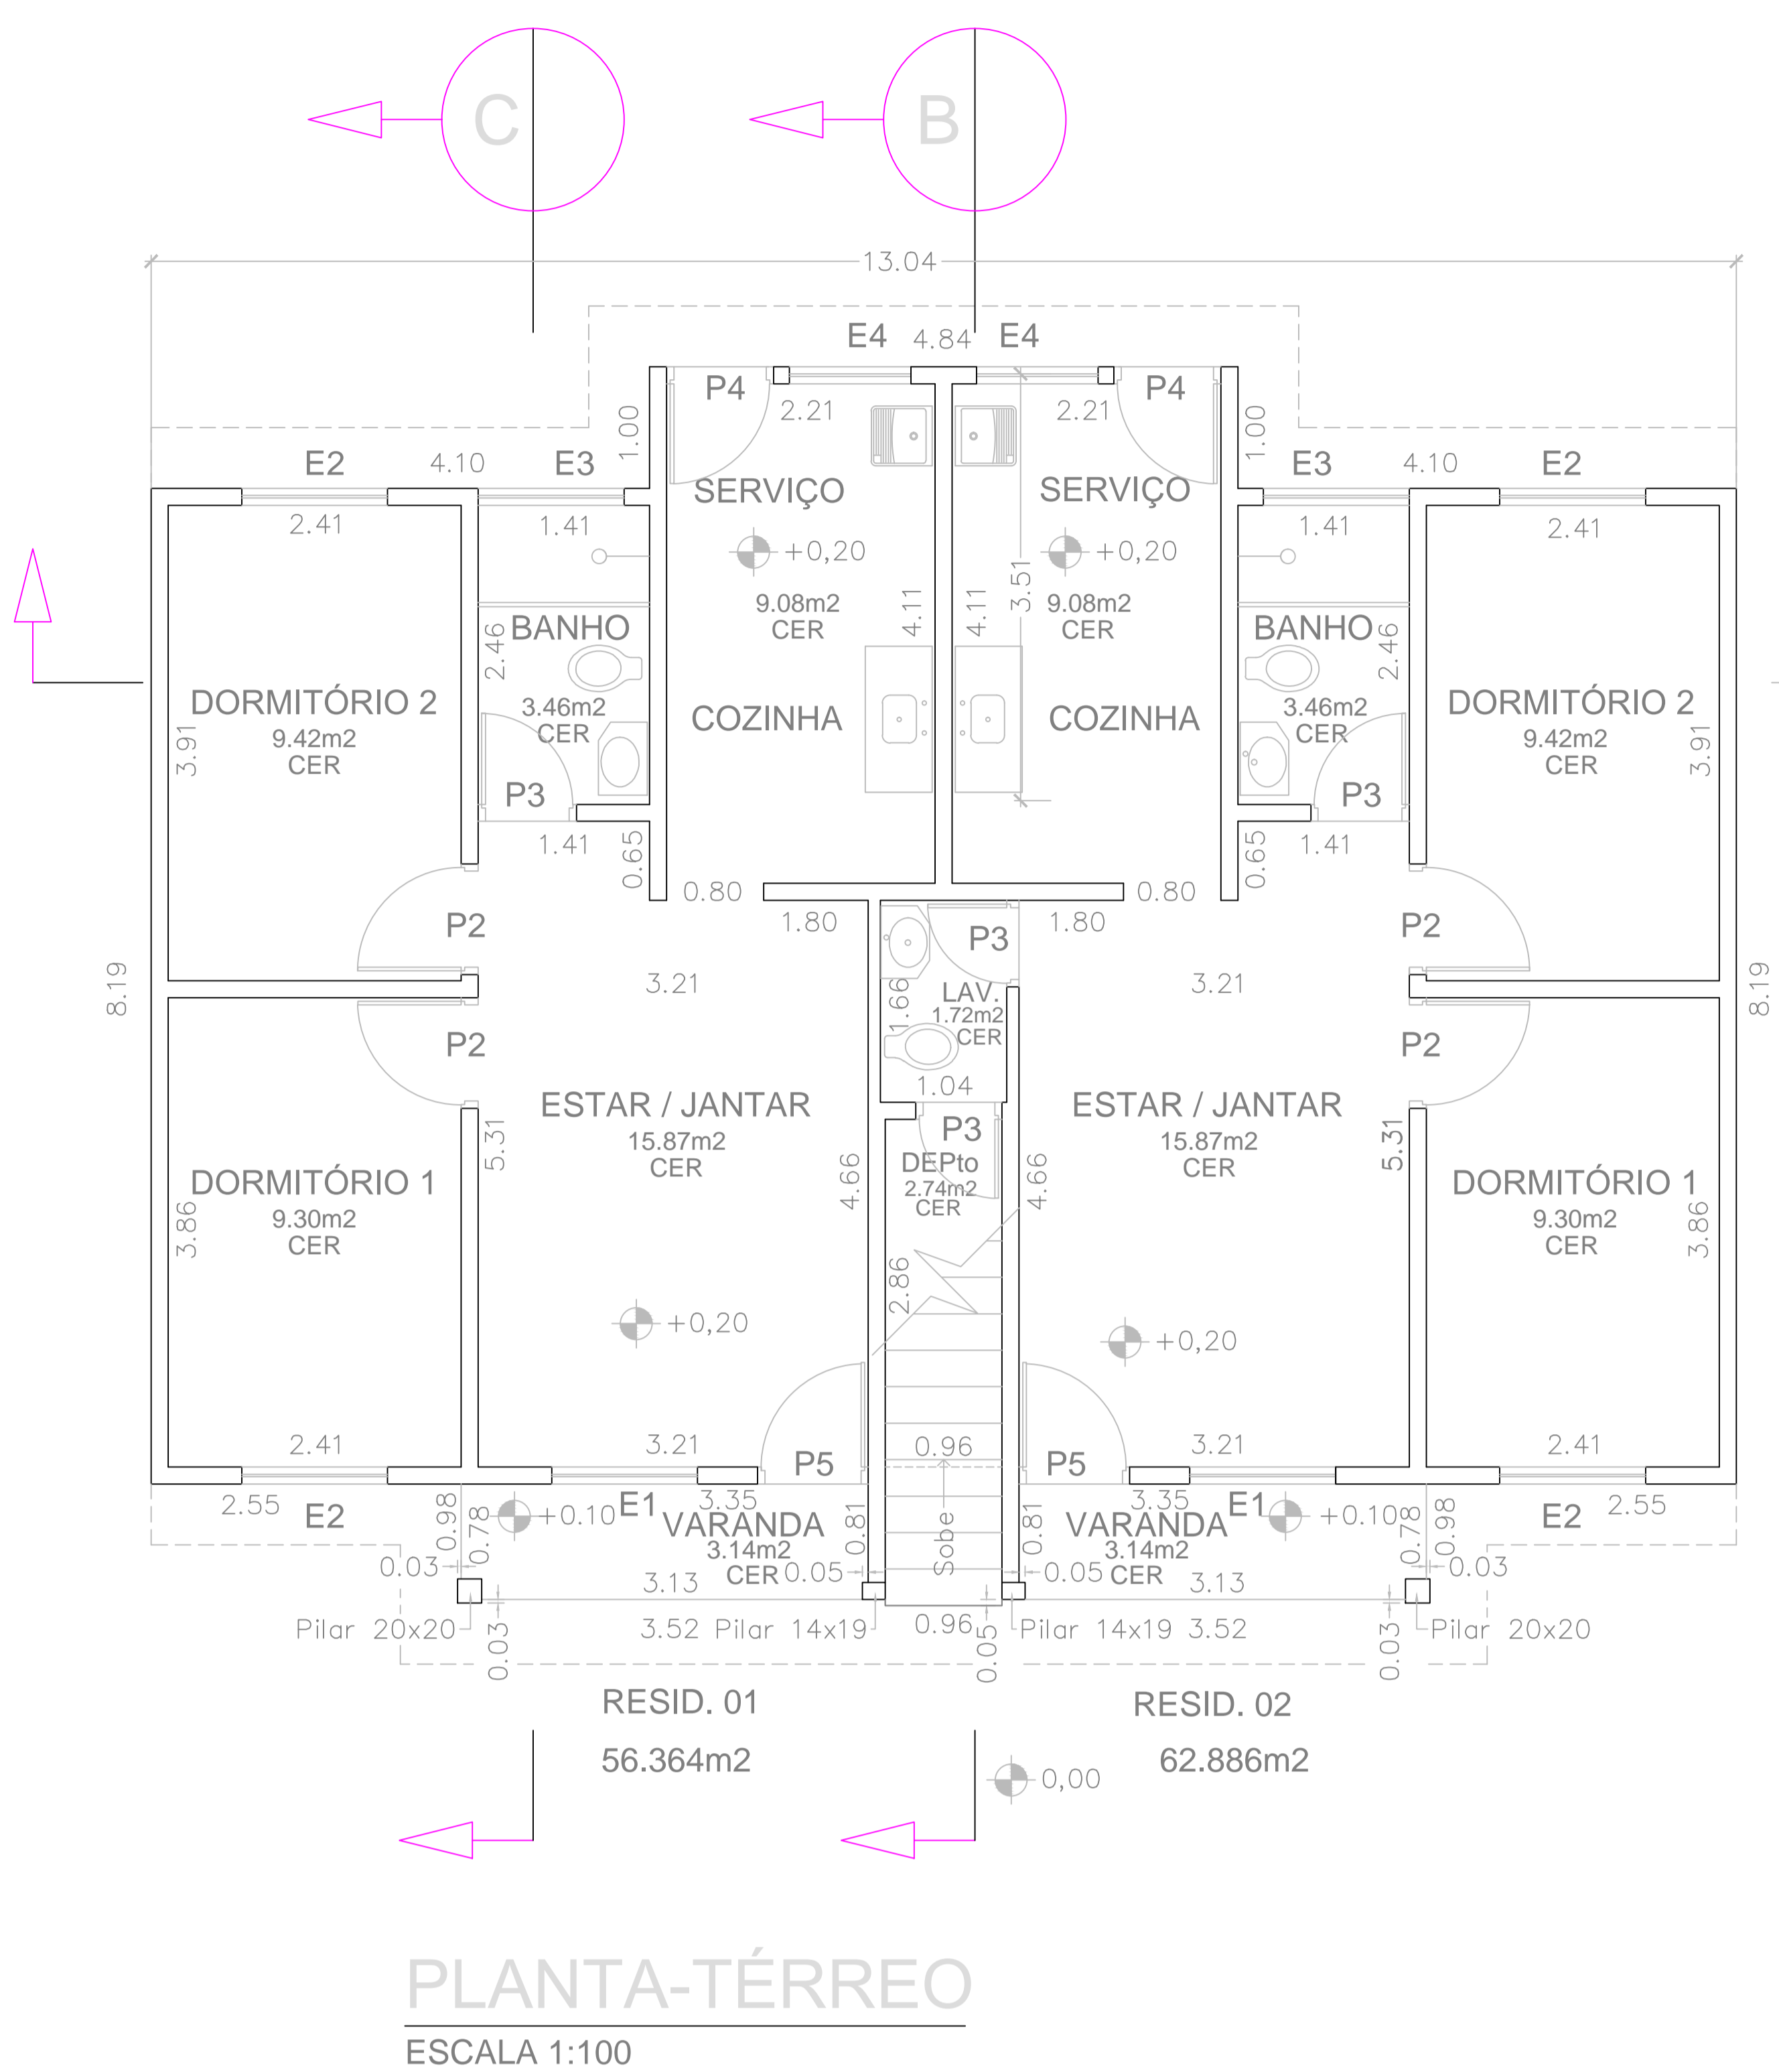 C B
13.04
E4 4.84 E4
P4 P4
2.21 2.21
1.00 1.00
E2 4.10 E3 E3 4.10 E2
SERVIÇO SERVIÇO
2.41 1.41 1.41 2.41
+0,20 +0,20
3.51
9.08m2 9.08m2
CER CER
4.11 4.11
BANHO BANHO
2.46 2.46
DORMITÓRIO 2 DORMITÓRIO 2
3.46m2 3.46m2
CER CER
COZINHA COZINHA
9.42m2 9.42m2
CER CER
3.91 3.91
P3 P3
1.41 1.41
0.65 0.65
0.80 0.80
1.80 1.80
P2 P3 P2
8.19 3.21 3.21 8.19
LAV.
1.66
1.72m2
CER
P2 P2
1.04
ESTAR / JANTAR ESTAR / JANTAR
15.87m2 15.87m2
CER CER
5.31 5.31
P3
DEPto
2.74m2
CER
4.66 4.66
DORMITÓRIO 1 DORMITÓRIO 1
9.30m2 9.30m2
CER CER
3.86 3.86
2.86
+0,20 +0,20
2.41 3.21 0.96 3.21 2.41
P5 P5
2.55 E2 0.98 0.78 +0.10 E1 3.35 0.81 0.81 3.35 E1 +0.10 0.78 0.98 E2 2.55
VARANDA Sobe VARANDA
3.14m2 3.14m2
CER CER
0.03 3.13 0.05 0.05 3.13 0.03
Pilar 20x20 3.52 Pilar 14x19 0.96 Pilar 14x19 3.52 Pilar 20x20
0.03 0.05 0.03
RESID. 01 RESID. 02
56.364m2 62.886m2
0,00
PLANTA-TÉRREO
ESCALA 1:100